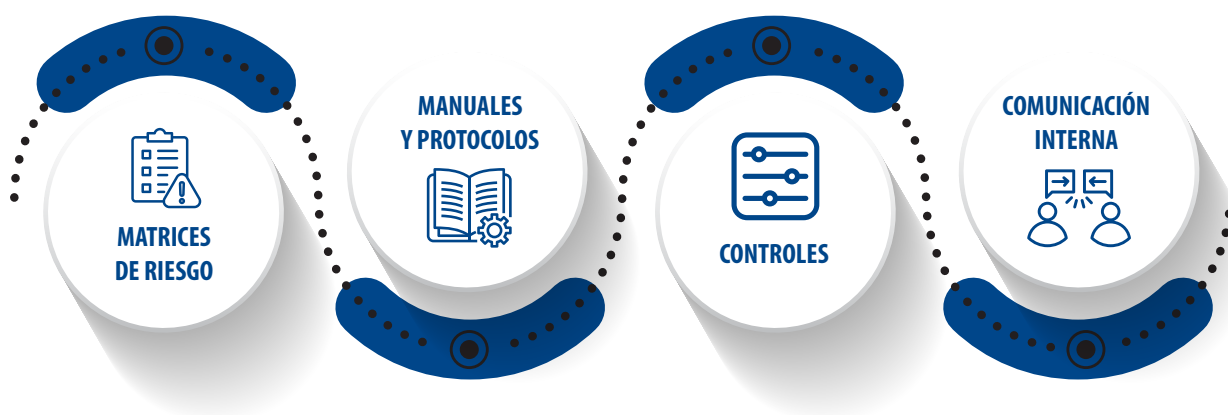 MATRICES
DE RIESGO
MANUALES
Y PROTOCOLOS
CONTROLES
COMUNICACIÓN
INTERNA